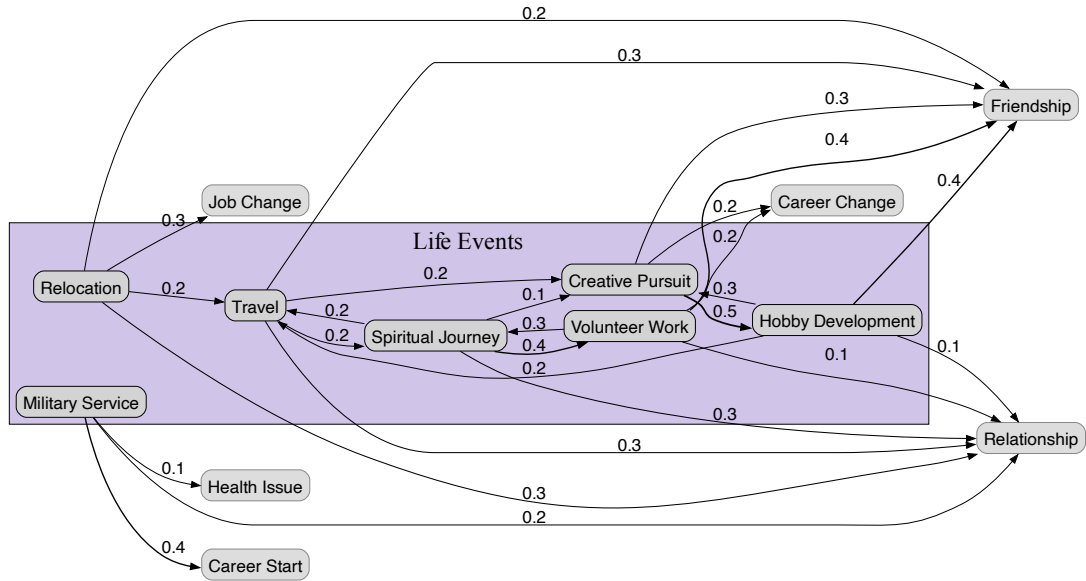 0.2
0.3
Friendship
0.3
0.4
0.4
Job Change
Career Change
0.3
0.2
0.2
Life Events
Relocation
0.2
Travel
0.2
Creative Pursuit
0.1
0.3
0.5
Hobby Development
0.2
Spiritual Journey
0.3
Volunteer Work
0.2
0.4
0.2
0.1
0.1
Military Service
0.3
Relationship
0.3
0.1
Health Issue
0.3
0.2
0.4
Career Start